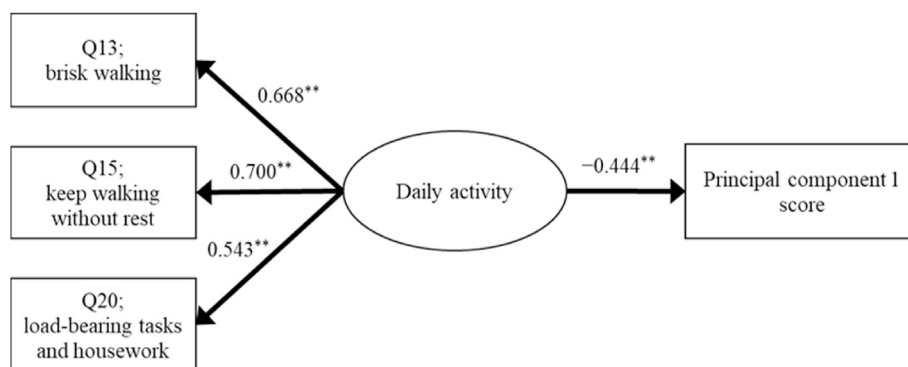 Q13;
brisk walking
0.668**
Q15;
keep walking
without rest
0.700**
Daily activity
−0.444**
Principal component 1
score
0.543**
Q20;
load-bearing tasks
and housework